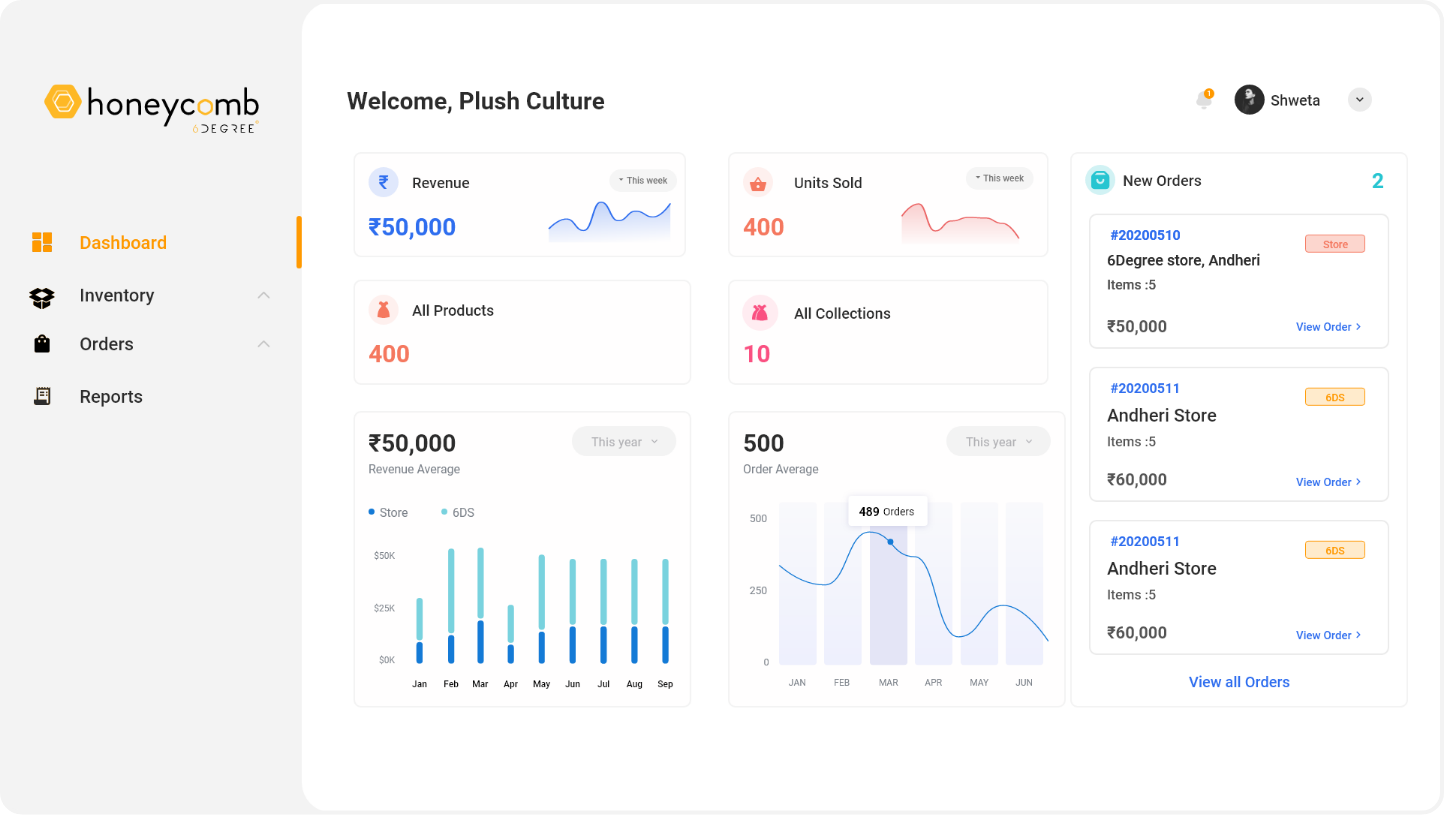 honeycomb
6DEGREE
Dashboard
Inventory
Orders
Reports
Welcome, Plush Culture
1
Shweta
₹
Revenue
This week
₹50,000
Units Sold
This week
400
All Products
400
All Collections
10
₹50,000
This year
Revenue Average
Store
6DS
$50K
$25K
$0K
Jan Feb Mar Apr May Jun Jul Aug Sep
500
This year
Order Average
489 Orders
500
250
0
JAN FEB MAR APR MAY JUN
New Orders
2
#20200510
Store
6Degree store, Andheri
Items :5
₹50,000
View Order
#20200511
6DS
Andheri Store
Items :5
₹60,000
View Order
#20200511
6DS
Andheri Store
Items :5
₹60,000
View Order
View all Orders